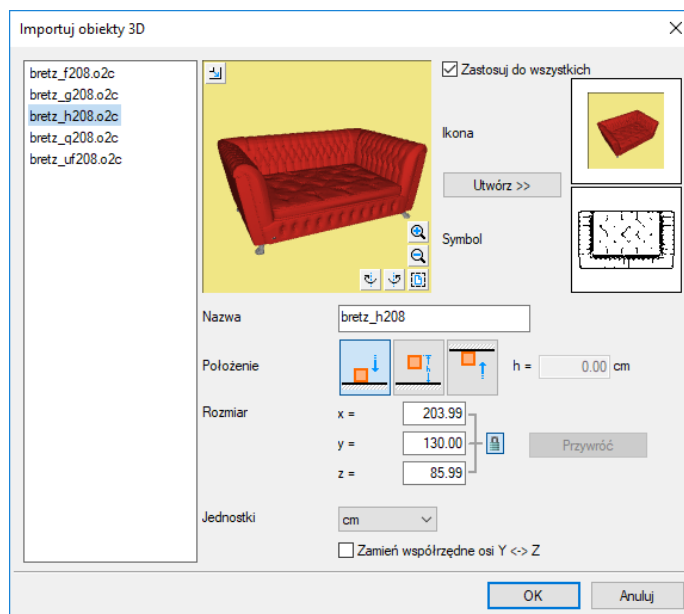 Importuj obiekty 3D
bretz_f208.o2c
bretz_g208.o2c
bretz_h208.o2c
bretz_q208.o2c
bretz_uf208.o2c
Zastosuj do wszystkich
Ikona
Utwórz >>
Symbol
Nazwa
bretz_h208
Położenie
h
h = 0.00 cm
Rozmiar
x = 203.99
y = 130.00
z = 85.99
Przywróć
Jednostki
cm
Zamień współrzędne osi Y <-> Z
OK
Anuluj